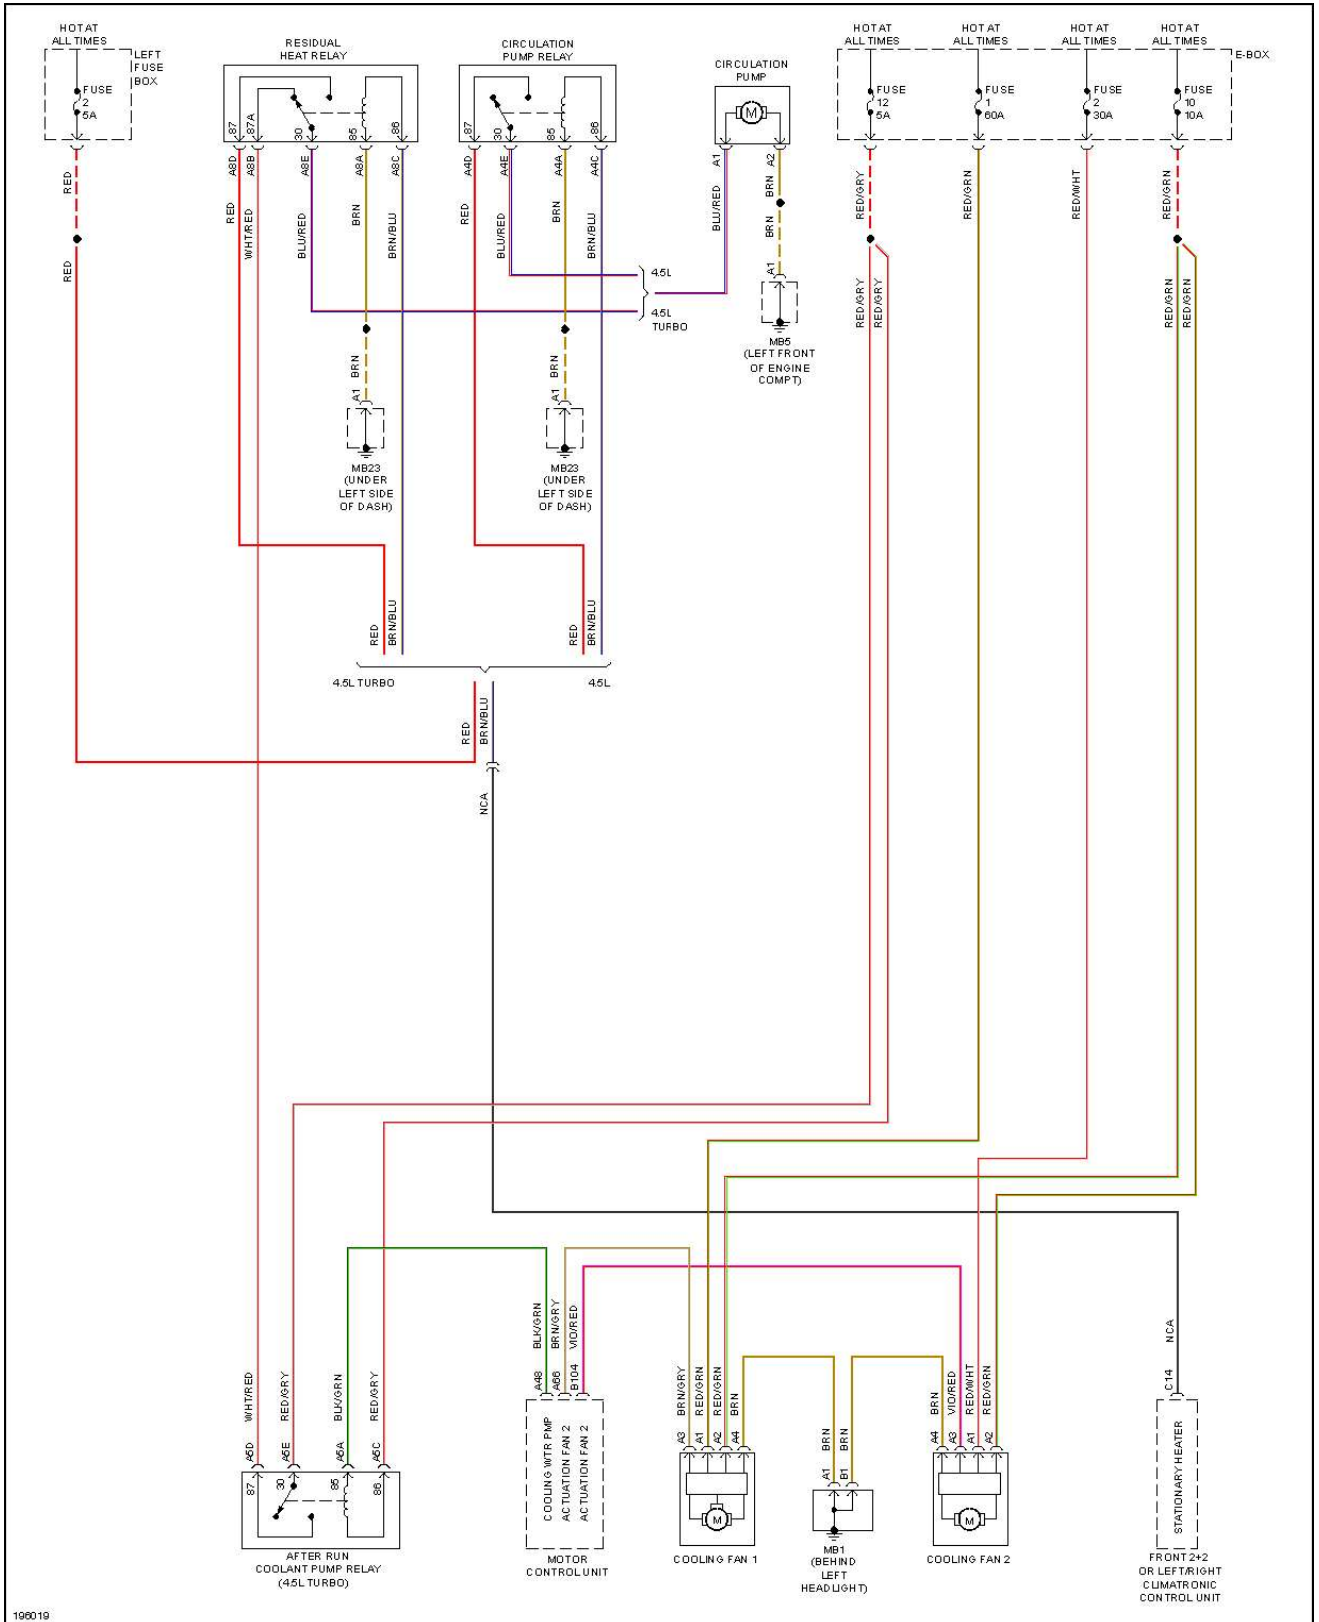 HOT AT
ALL TIMES
LEFT
FUSE
BOX
FUSE
2
5A
RED
RED
RESIDUAL
HEAT RELAY
87
87A
30
85
86
A8D
A8B
A8E
A8A
A8C
RED
WHT/RED
BLU/RED
BRN
BRN/BLU
CIRCULATION
PUMP RELAY
87
30
85
86
A4D
A4E
A4A
A4C
RED
BLU/RED
BRN
BRN/BLU
CIRCULATION
PUMP
M
A1
A2
BLU/RED
BRN
BRN
A1
MB5
(LEFT FRONT
OF ENGINE
COMPT)
4.5L
4.5L
TURBO
HOT AT
ALL TIMES
HOT AT
ALL TIMES
HOT AT
ALL TIMES
HOT AT
ALL TIMES
E-BOX
FUSE
12
5A
FUSE
1
60A
FUSE
2
30A
FUSE
10
10A
RED/GRY
RED/GRN
RED/WHT
RED/GRN
RED/GRY
RED/GRY
RED/GRN
RED/GRN
BRN
A1
MB23
(UNDER
LEFT SIDE
OF DASH)
BRN
A1
MB23
(UNDER
LEFT SIDE
OF DASH)
RED
BRN/BLU
RED
BRN/BLU
4.5L TURBO
4.5L
RED
BRN/BLU
NCA
WHT/RED
RED/GRY
BLK/GRN
RED/GRY
A5D
A5E
A5A
A5C
87
30
85
86
AFTER RUN
COOLANT PUMP RELAY
(4.5L TURBO)
BLK/GRN
BRN/GRY
VIO/RED
A48
A66
B104
COOLING WTR PMP
ACTUATION FAN 2
ACTUATION FAN 2
MOTOR
CONTROL UNIT
BRN/GRY
RED/GRN
RED/GRN
BRN
A3
A1
A2
A4
M
COOLING FAN 1
BRN
BRN
A1
B1
MB1
(BEHIND
LEFT
HEADLIGHT)
BRN
VIO/RED
RED/WHT
RED/GRN
A4
A3
A1
A2
M
COOLING FAN 2
NCA
C14
STATIONARY HEATER
FRONT 2+2
OR LEFT/RIGHT
CLIMATRONIC
CONTROL UNIT
196019